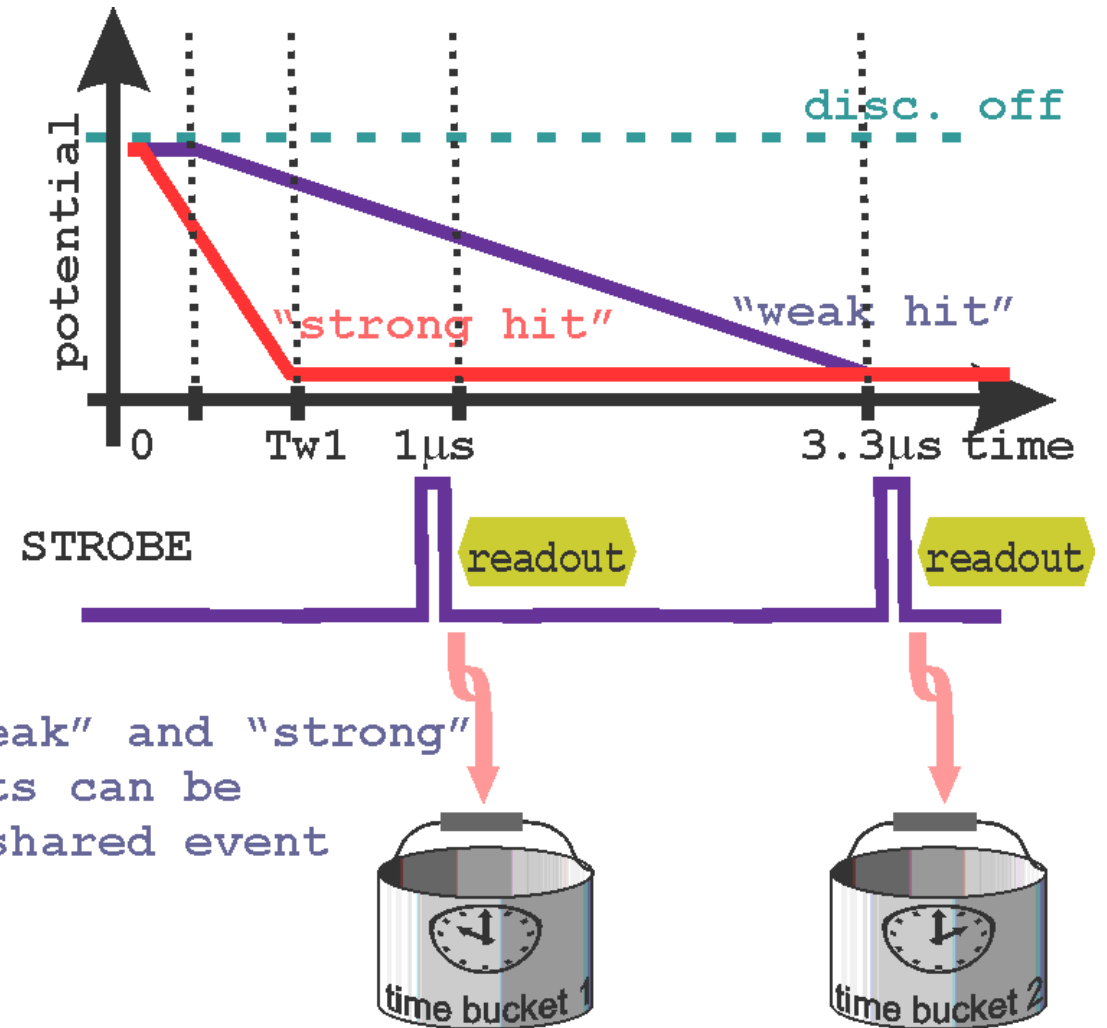 disc. off
potential
"strong hit"
"weak hit"
0 Tw1 1µs 3.3µs time
STROBE
readout readout
eak" and "strong"
ts can be
shared event
time bucket 1 time bucket 2